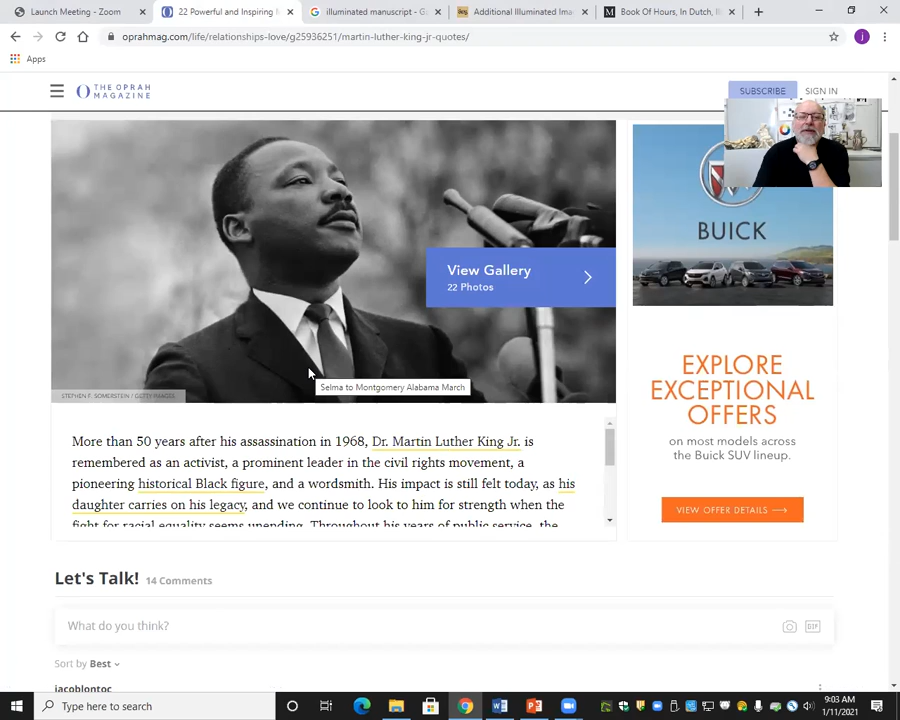 Launch Meeting - Zoom
22 Powerful and Inspiring
illuminated manuscript - G
Additional Illuminated Ima
Book Of Hours, In Dutch,
oprahmag.com/life/relationships-love/g25936251/martin-luther-king-jr-quotes/
j
Apps
THE OPRAH
MAGAZINE
SUBSCRIBE
SIGN IN
BUICK
View Gallery
22 Photos
Selma to Montgomery Alabama March
STEPHEN F. SOMERSTEIN / GETTY IMAGES
More than 50 years after his assassination in 1968, Dr. Martin Luther King Jr. is
remembered as an activist, a prominent leader in the civil rights movement, a
pioneering historical Black figure, and a wordsmith. His impact is still felt today, as his
daughter carries on his legacy, and we continue to look to him for strength when the
fight for racial equality seems unending. Throughout his years of public service, the
EXPLORE
EXCEPTIONAL
OFFERS
on most models across
the Buick SUV lineup.
VIEW OFFER DETAILS
Let's Talk! 14 Comments
What do you think?
GIF
Sort by Best
jacoblontoc
Type here to search
9:03 AM
1/11/2021